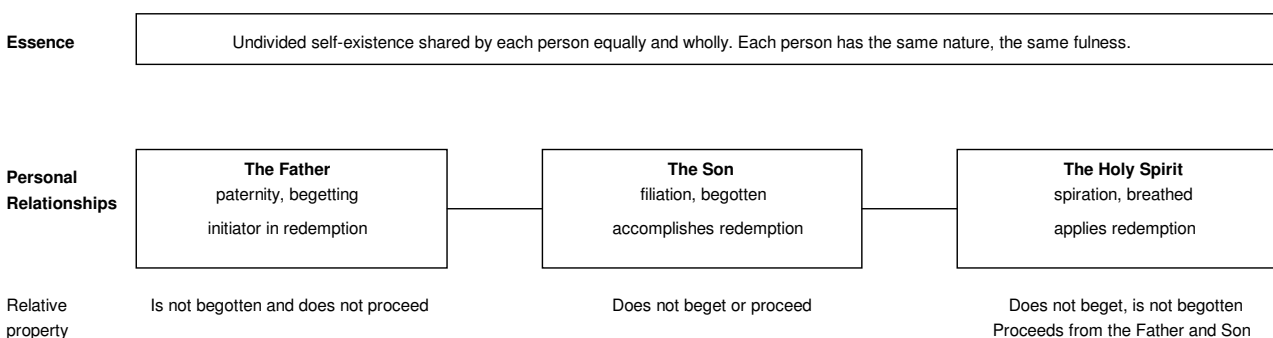 Essence
Undivided self-existence shared by each person equally and wholly. Each person has the same nature, the same fulness.
Personal
Relationships
The Father
paternity, begetting
initiator in redemption
The Son
filiation, begotten
accomplishes redemption
The Holy Spirit
spiration, breathed
applies redemption
Relative
property
Is not begotten and does not proceed
Does not beget or proceed
Does not beget, is not begotten
Proceeds from the Father and Son